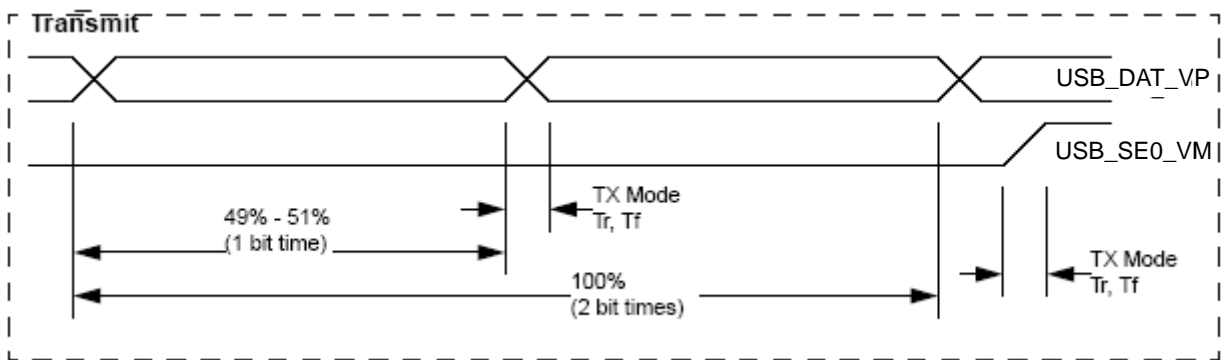 Transmit
USB_DAT_VP
USB_SE0_VM
TX Mode
Tr, Tf
49% - 51%
(1 bit time)
TX Mode
Tr, Tf
100%
(2 bit times)